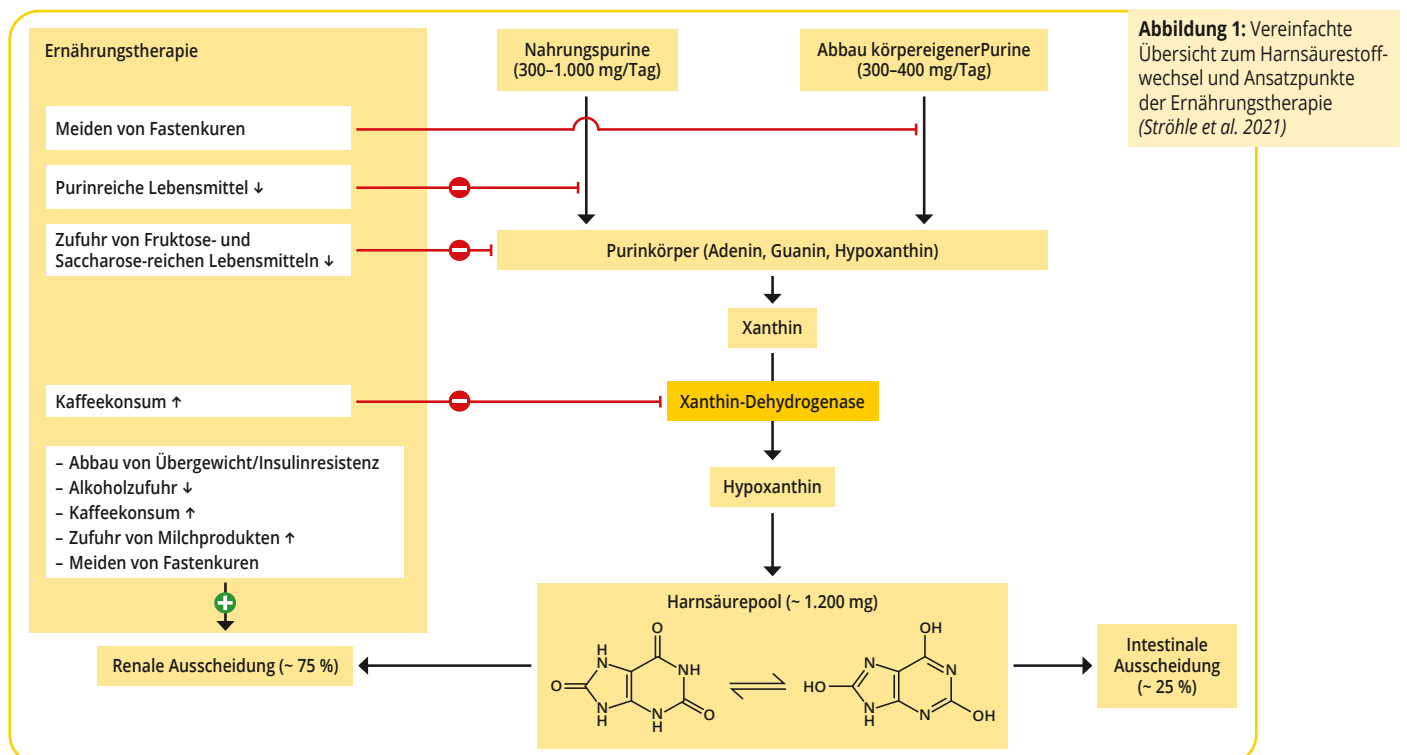 Abbildung 1: Vereinfachte
Übersicht zum Harnsäurestoff-
wechsel und Ansatzpunkte
der Ernährungstherapie
(Ströhle et al. 2021)
Ernährungstherapie
Nahrungspurine
(300–1.000 mg/Tag)
Abbau körpereigenerPurine
(300–400 mg/Tag)
Meiden von Fastenkuren
Purinreiche Lebensmittel ↓
Zufuhr von Fruktose- und
Saccharose-reichen Lebensmitteln ↓
Purinkörper (Adenin, Guanin, Hypoxanthin)
Xanthin
Kaffeekonsum ↑
Xanthin-Dehydrogenase
– Abbau von Übergewicht/Insulinresistenz
– Alkoholzufuhr ↓
– Kaffeekonsum ↑
– Zufuhr von Milchprodukten ↑
– Meiden von Fastenkuren
Hypoxanthin
Harnsäurepool (~ 1.200 mg)
Renale Ausscheidung (~ 75 %)
O
H
N
NH
O
N
H
N
H
O
OH
N
N
HO
N
H
N
OH
Intestinale
Ausscheidung
(~ 25 %)